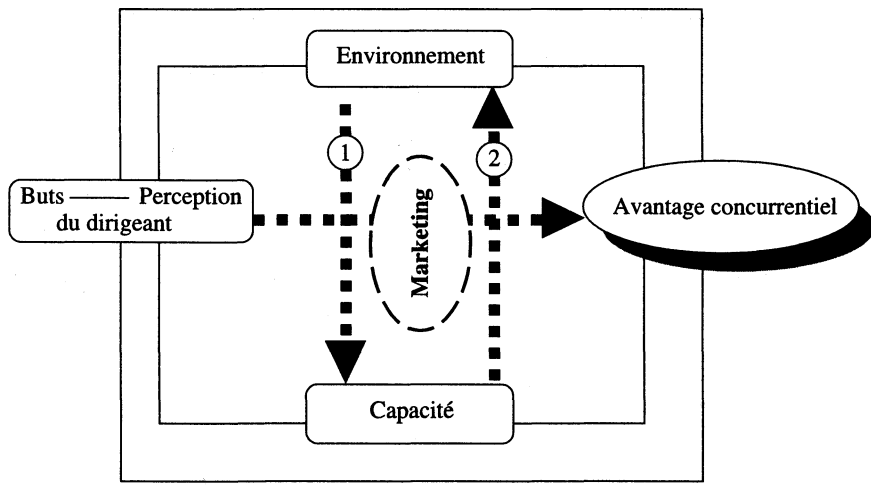 Environnement
1
2
Buts —— Perception
du dirigeant
Marketing
Avantage concurrentiel
Capacité